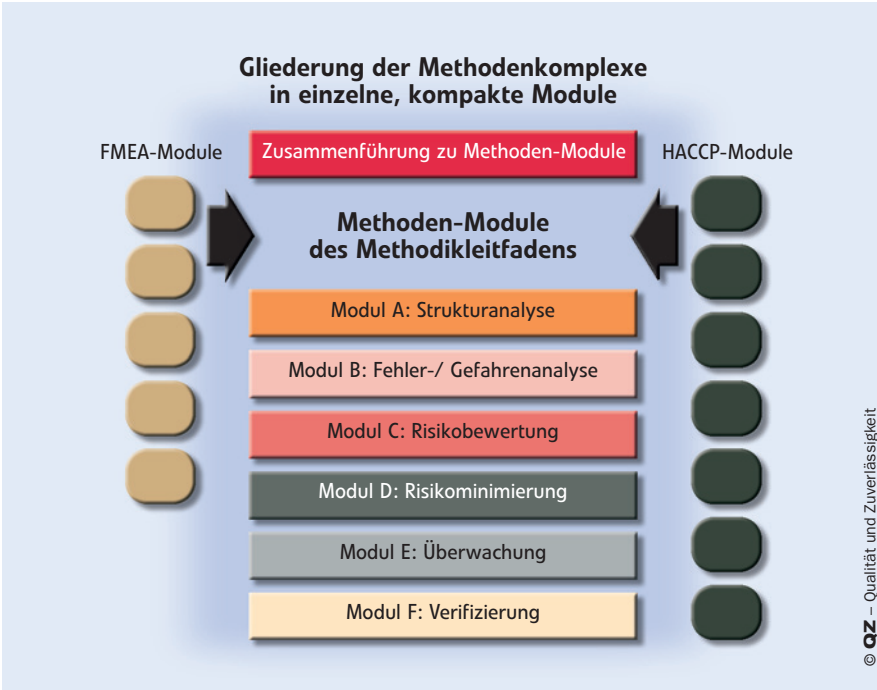 Gliederung der Methodenkomplexe
in einzelne, kompakte Module
FMEA-Module
Zusammenführung zu Methoden-Module
HACCP-Module
Methoden-Module
des Methodikleitfadens
Modul A: Strukturanalyse
Modul B: Fehler-/ Gefahrenanalyse
Modul C: Risikobewertung
Modul D: Risikominimierung
Modul E: Überwachung
Modul F: Verifizierung
© QZ – Qualität und Zuverlässigkeit